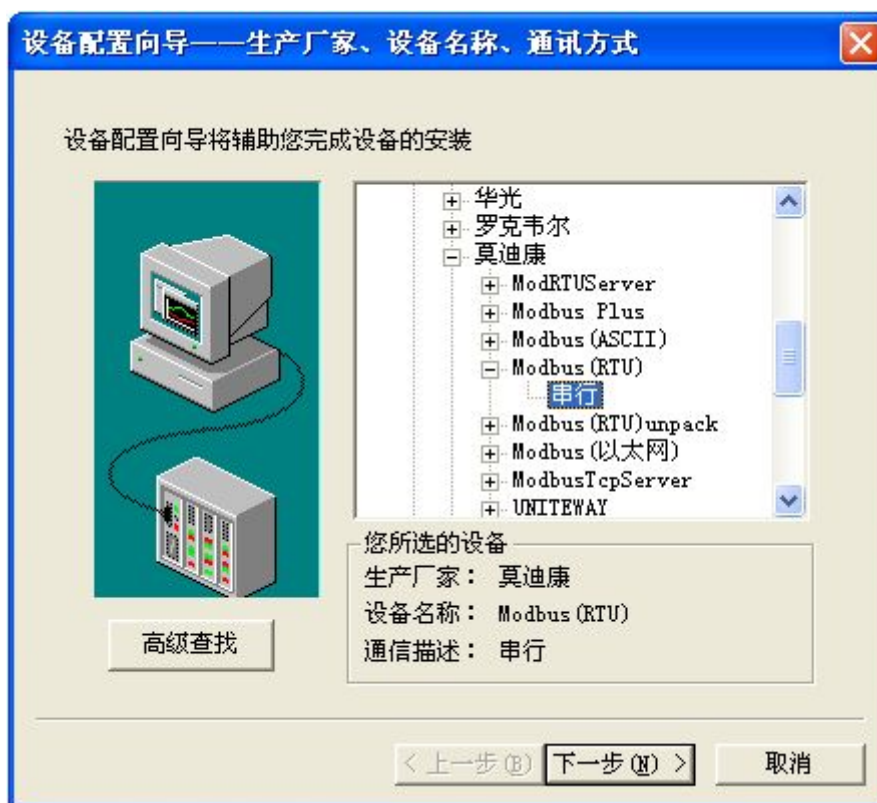 设备配置向导——生产厂家、设备名称、通讯方式
设备配置向导将辅助您完成设备的安装
华光
罗克韦尔
莫迪康
ModRTUServer
Modbus Plus
Modbus(ASCII)
Modbus(RTU)
串行
Modbus(RTU)unpack
Modbus(以太网)
ModbusTcpServer
UNITEWAY
您所选的设备
生产厂家： 莫迪康
设备名称： Modbus(RTU)
通信描述： 串行
高级查找
< 上一步(B) 下一步(N) > 取消